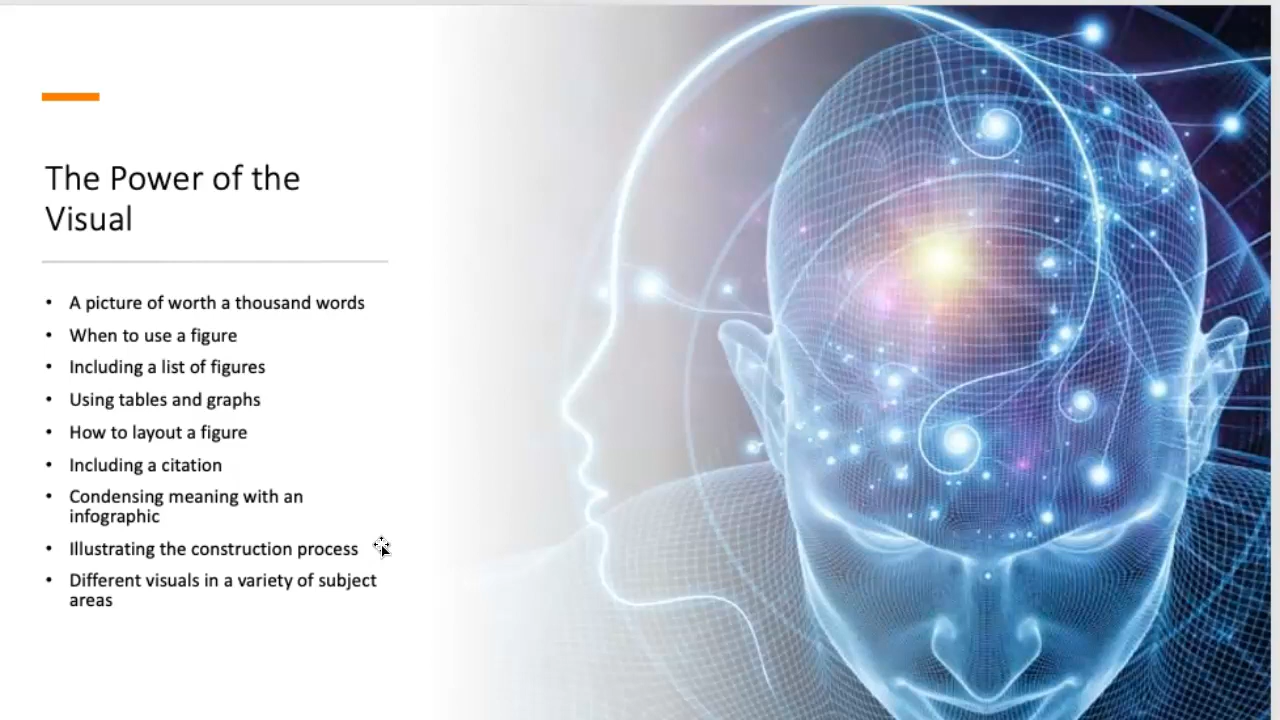 The Power of the
Visual
• A picture of worth a thousand words
• When to use a figure
• Including a list of figures
• Using tables and graphs
• How to layout a figure
• Including a citation
• Condensing meaning with an
infographic
• Illustrating the construction process
• Different visuals in a variety of subject
areas